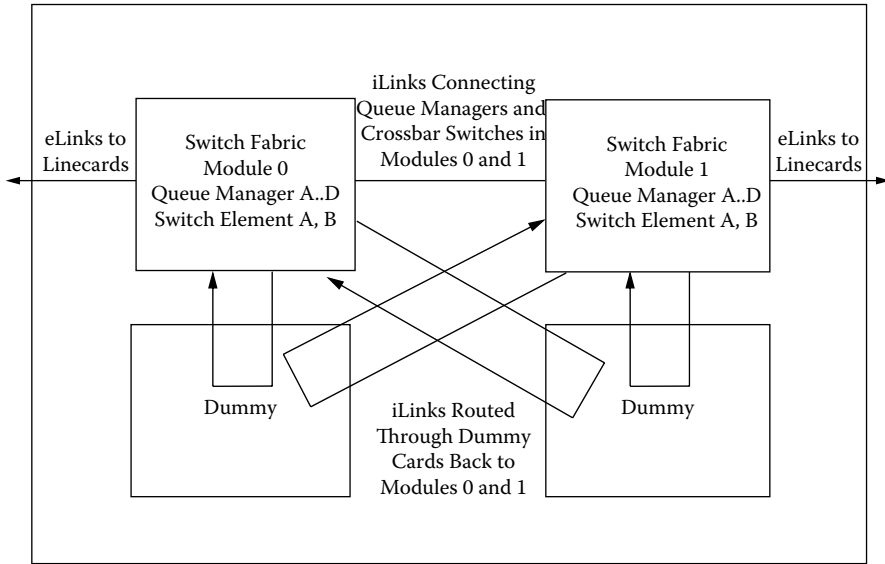 iLinks Connecting
Queue Managers and
Crossbar Switches in
Modules 0 and 1
eLinks to
Linecards
Switch Fabric
Module 0
Queue Manager A..D
Switch Element A, B
Switch Fabric
Module 1
Queue Manager A..D
Switch Element A, B
eLinks to
Linecards
Dummy
iLinks Routed
Through Dummy
Cards Back to
Modules 0 and 1
Dummy